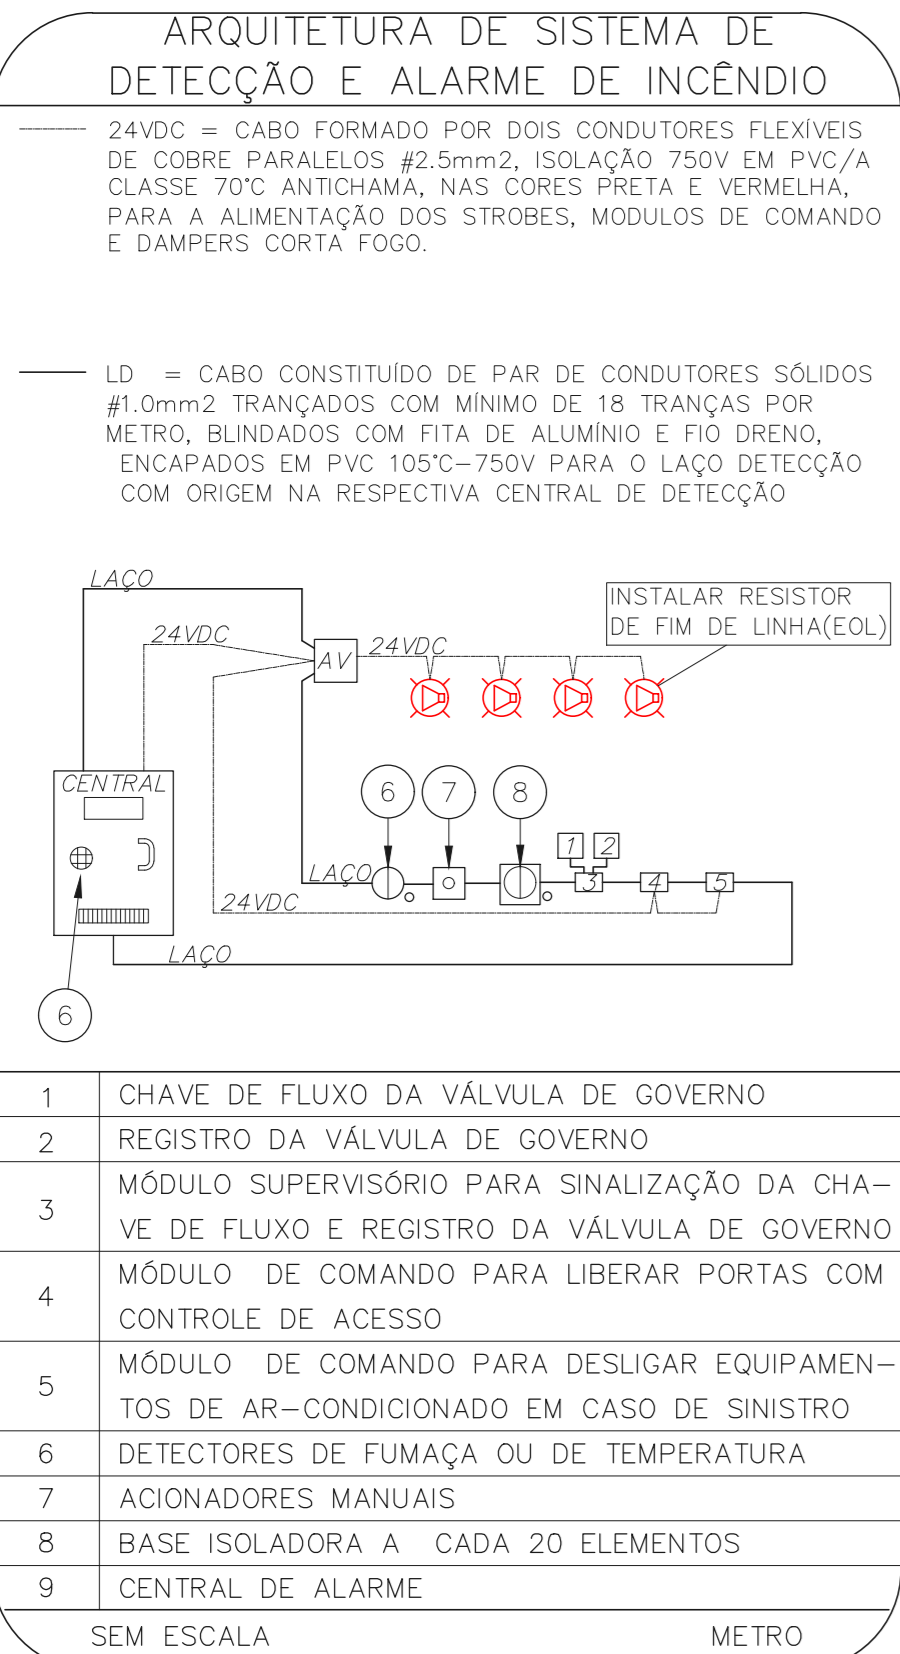 ARQUITETURA DE SISTEMA DE
DETECÇÃO E ALARME DE INCÊNDIO
24VDC = CABO FORMADO POR DOIS CONDUTORES FLEXÍVEIS
DE COBRE PARALELOS #2.5mm2, ISOLAÇÃO 750V EM PVC/A
CLASSE 70°C ANTICHAMA, NAS CORES PRETA E VERMELHA,
PARA A ALIMENTAÇÃO DOS STROBES, MODULOS DE COMANDO
E DAMPERS CORTA FOGO.
LD = CABO CONSTITUÍDO DE PAR DE CONDUTORES SÓLIDOS
#1.0mm2 TRANÇADOS COM MÍNIMO DE 18 TRANÇAS POR
METRO, BLINDADOS COM FITA DE ALUMÍNIO E FIO DRENO,
ENCAPADOS EM PVC 105°C-750V PARA O LAÇO DETECÇÃO
COM ORIGEM NA RESPECTIVA CENTRAL DE DETECÇÃO
LAÇO
INSTALAR RESISTOR
DE FIM DE LINHA(EOL)
24VDC
24VDC
AV
CENTRAL
6 7 8
1 2
LAÇO
3 4 5
24VDC
LAÇO
6
1 CHAVE DE FLUXO DA VÁLVULA DE GOVERNO
2 REGISTRO DA VÁLVULA DE GOVERNO
3 MÓDULO SUPERVISÓRIO PARA SINALIZAÇÃO DA CHA-
VE DE FLUXO E REGISTRO DA VÁLVULA DE GOVERNO
4 MÓDULO DE COMANDO PARA LIBERAR PORTAS COM
CONTROLE DE ACESSO
5 MÓDULO DE COMANDO PARA DESLIGAR EQUIPAMEN-
TOS DE AR-CONDICIONADO EM CASO DE SINISTRO
6 DETECTORES DE FUMAÇA OU DE TEMPERATURA
7 ACIONADORES MANUAIS
8 BASE ISOLADORA A CADA 20 ELEMENTOS
9 CENTRAL DE ALARME
SEM ESCALA METRO